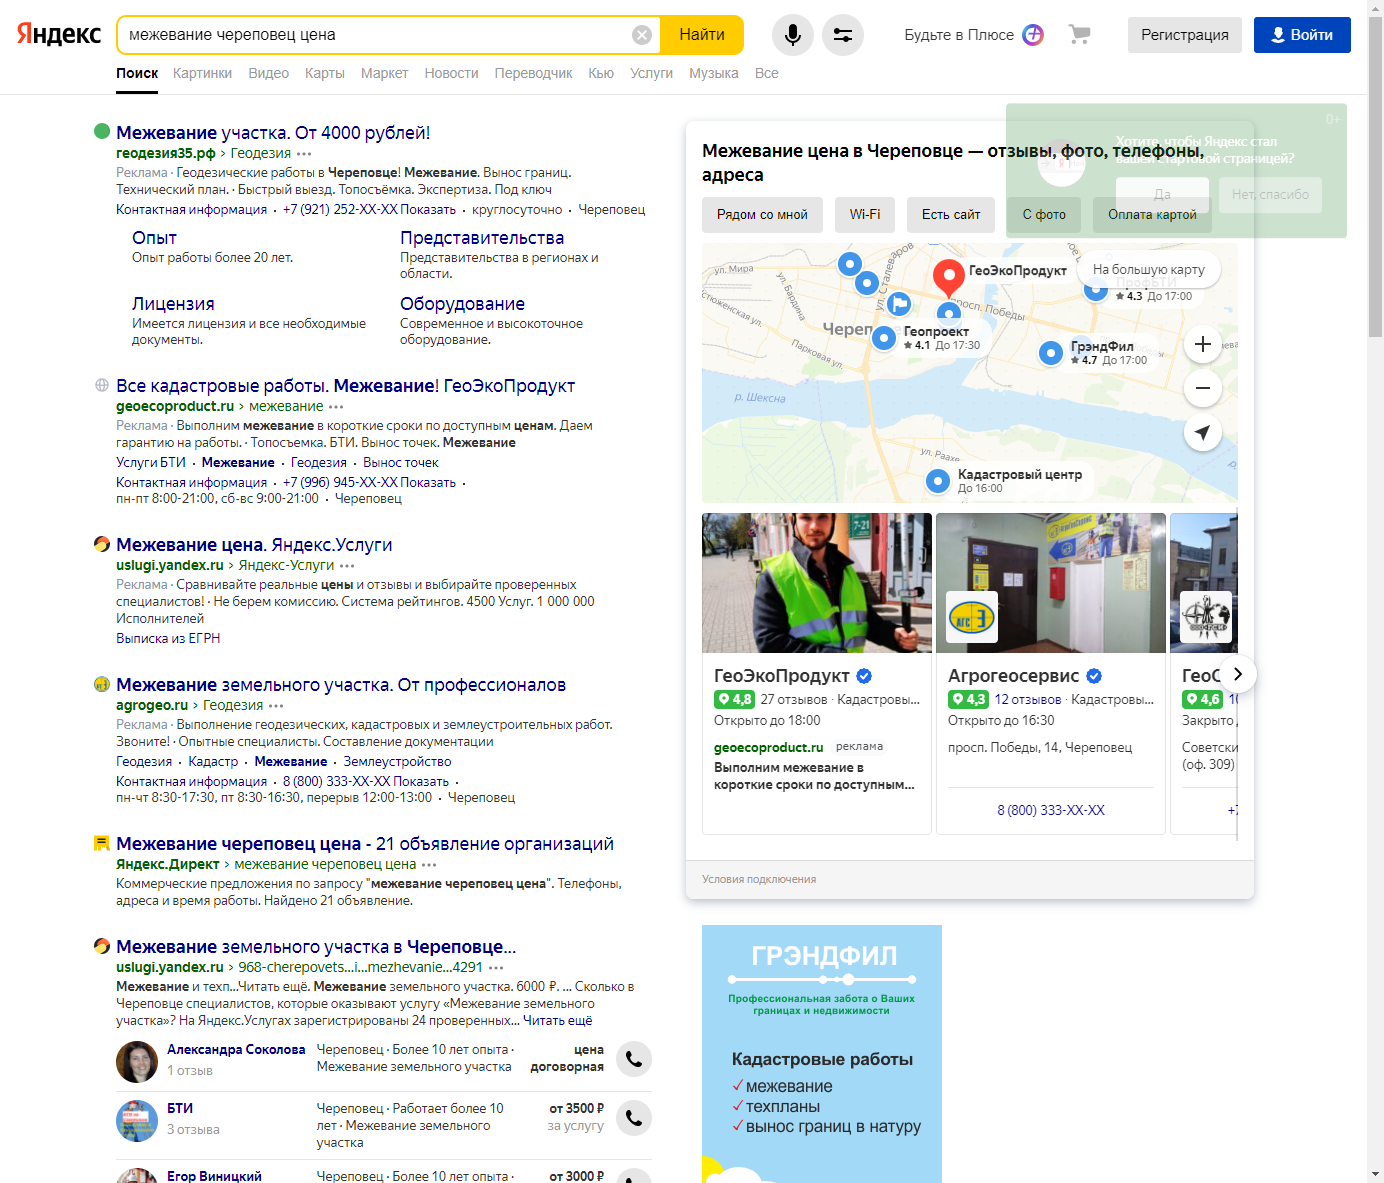 Яндекс
межевание череповец цена
Найти
Будьте в Плюсе
Регистрация
Войти
Поиск Картинки Видео Карты Маркет Новости Переводчик Кью Услуги Музыка Все
Межевание участка. От 4000 рублей!
геодезия35.рф › Геодезия
Реклама · Геодезические работы в Череповце! Межевание. Вынос границ.
Технический план. · Быстрый выезд. Топосъёмка. Экспертиза. Под ключ
Контактная информация · +7 (921) 252-XX-XX Показать · круглосуточно · Череповец
Опыт
Опыт работы более 20 лет.
Представительства
Представительства в регионах и
области.
Лицензия
Имеется лицензия и все необходимые
документы.
Оборудование
Современное и высокоточное
оборудование.
Все кадастровые работы. Межевание! ГеоЭкоПродукт
geoecoproduct.ru › межевание
Реклама · Выполним межевание в короткие сроки по доступным ценам. Даем
гарантию на работы. · Топосъемка. БТИ. Вынос точек. Межевание
Услуги БТИ · Межевание · Геодезия · Вынос точек
Контактная информация · +7 (996) 945-XX-XX Показать ·
пн-пт 8:00-21:00, сб-вс 9:00-21:00 · Череповец
Межевание цена. Яндекс.Услуги
uslugi.yandex.ru › Яндекс-Услуги
Реклама · Сравнивайте реальные цены и отзывы и выбирайте проверенных
специалистов! · Не берем комиссию. Система рейтингов. 4500 Услуг. 1 000 000
Исполнителей
Выписка из ЕГРН
Межевание земельного участка. От профессионалов
agrogeo.ru › Геодезия
Реклама · Выполнение геодезических, кадастровых и землеустроительных работ.
Звоните! · Опытные специалисты. Составление документации
Геодезия · Кадастр · Межевание · Землеустройство
Контактная информация · 8 (800) 333-XX-XX Показать ·
пн-чт 8:30-17:30, пт 8:30-16:30, перерыв 12:00-13:00 · Череповец
Межевание череповец цена - 21 объявление организаций
Яндекс.Директ › межевание череповец цена
Коммерческие предложения по запросу "межевание череповец цена". Телефоны,
адреса и время работы. Найдено 21 объявление.
Межевание земельного участка в Череповце...
uslugi.yandex.ru › 968-cherepovets...i...mezhevanie...4291
Межевание и техп...Читать ещё. Межевание земельного участка. 6000 ₽. ... Сколько в
Череповце специалистов, которые оказывают услугу «Межевание земельного
участка»? На Яндекс.Услугах зарегистрированы 24 проверенных... Читать ещё
Александра Соколова
1 отзыв
Череповец · Более 10 лет опыта ·
Межевание земельного участка
цена
договорная
БТИ
3 отзыва
Череповец · Работает более 10
лет · Межевание земельного
участка
от 3500 ₽
за услугу
Егор Виницкий
Череповец · Более 10 лет опыта ·
от 3000 ₽
Межевание цена в Череповце — отзывы, фото, телефоны,
адреса
0+
Хотите, чтобы Яндекс стал
вашей стартовой страницей?
Да
Нет, спасибо
Рядом со мной
Wi-Fi
Есть сайт
С фото
Оплата картой
ул. Мира
ул. Бардина
ул. Сталеваров
ГеоЭкоПродукт
На большую карту
ПрофБТИ
4.3 До 17:00
просп. Победы
Геопроект
4.1 До 17:30
ГрэндФил
4.7 До 17:00
Парковая ул.
р. Шексна
Кадастровый центр
До 16:00
7-21
АГС
ГеоЭкоПродукт
4,8 27 отзывов · Кадастровы...
Открыто до 18:00
geoecoproduct.ru реклама
Выполним межевание в
короткие сроки по доступным...
Агрогеосервис
4,3 12 отзывов · Кадастровы...
Открыто до 16:30
просп. Победы, 14, Череповец
8 (800) 333-XX-XX
4,6
Закрыто
Советски
(оф. 309)
+7
Условия подключения
ГРЭНДФИЛ
Профессиональная забота о Ваших
границах и недвижимости
Кадастровые работы
межевание
техпланы
вынос границ в натуру